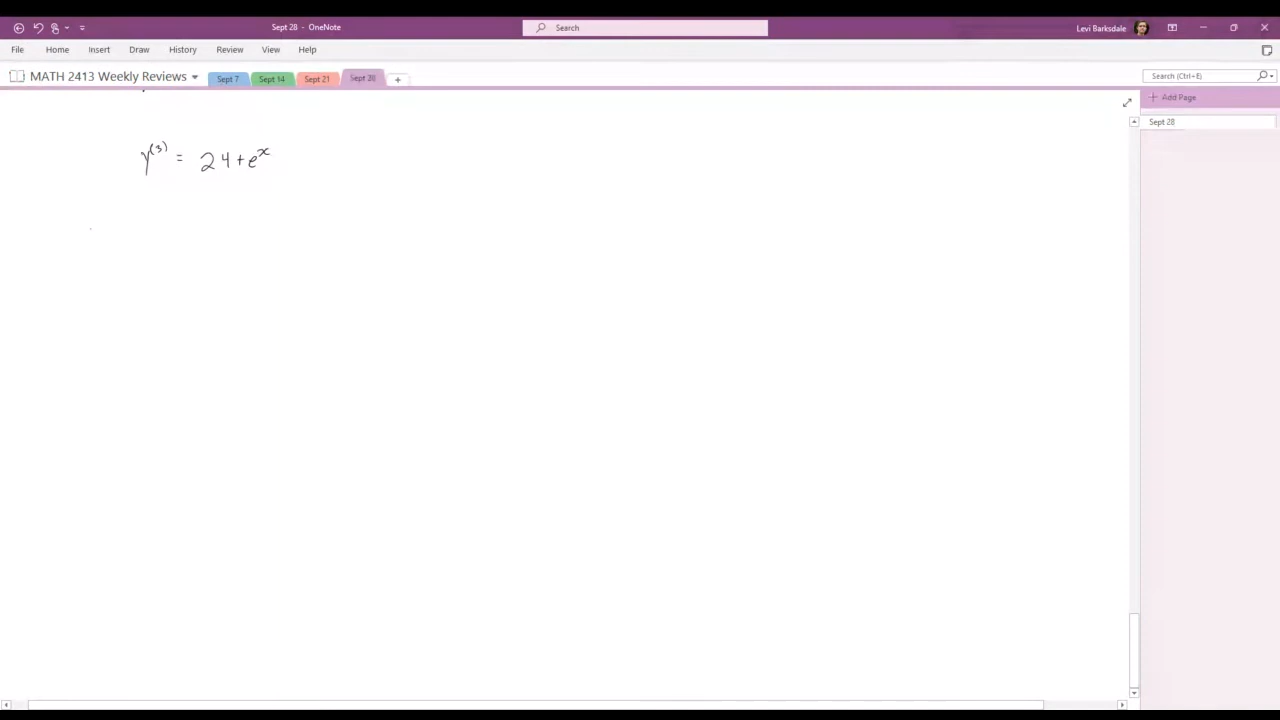 Sept 28 - OneNote
Search
Levi Barksdale
File Home Insert Draw History Review View Help
MATH 2413 Weekly Reviews
Sept 7
Sept 14
Sept 21
Sept 28
Search (Ctrl+E)
Add Page
Sept 28
y⁽³⁾ = 24+eˣ